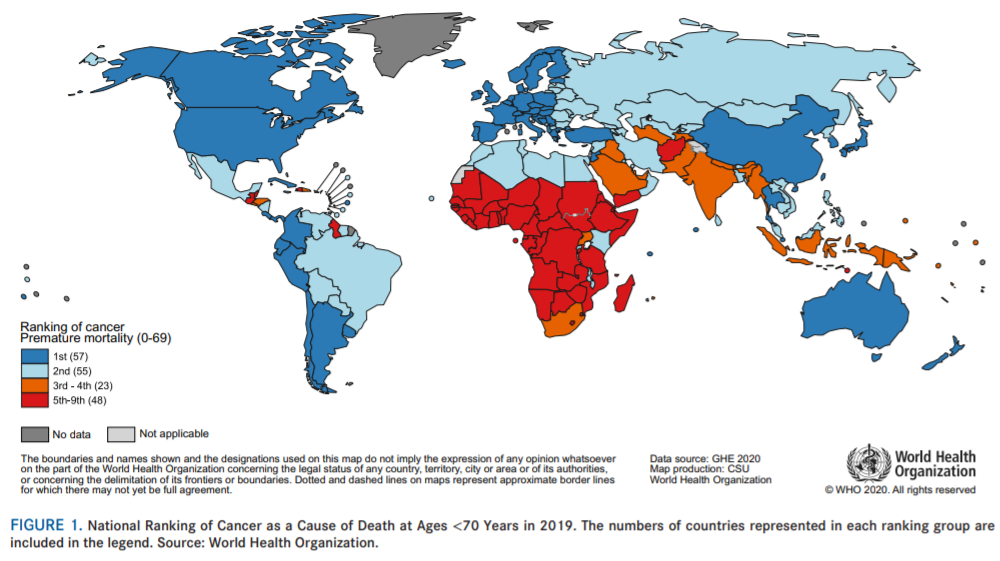 Ranking of cancer
Premature mortality (0-69)
1st (57)
2nd (55)
3rd - 4th (23)
5th-9th (48)
No data
Not applicable
The boundaries and names shown and the designations used on this map do not imply the expression of any opinion whatsoever
on the part of the World Health Organization concerning the legal status of any country, territory, city or area or of its authorities,
or concerning the delimitation of its frontiers or boundaries. Dotted and dashed lines on maps represent approximate border lines
for which there may not yet be full agreement.
Data source: GHE 2020
Map production: CSU
World Health Organization
World Health
Organization
© WHO 2020. All rights reserved
FIGURE 1. National Ranking of Cancer as a Cause of Death at Ages <70 Years in 2019. The numbers of countries represented in each ranking group are
included in the legend. Source: World Health Organization.